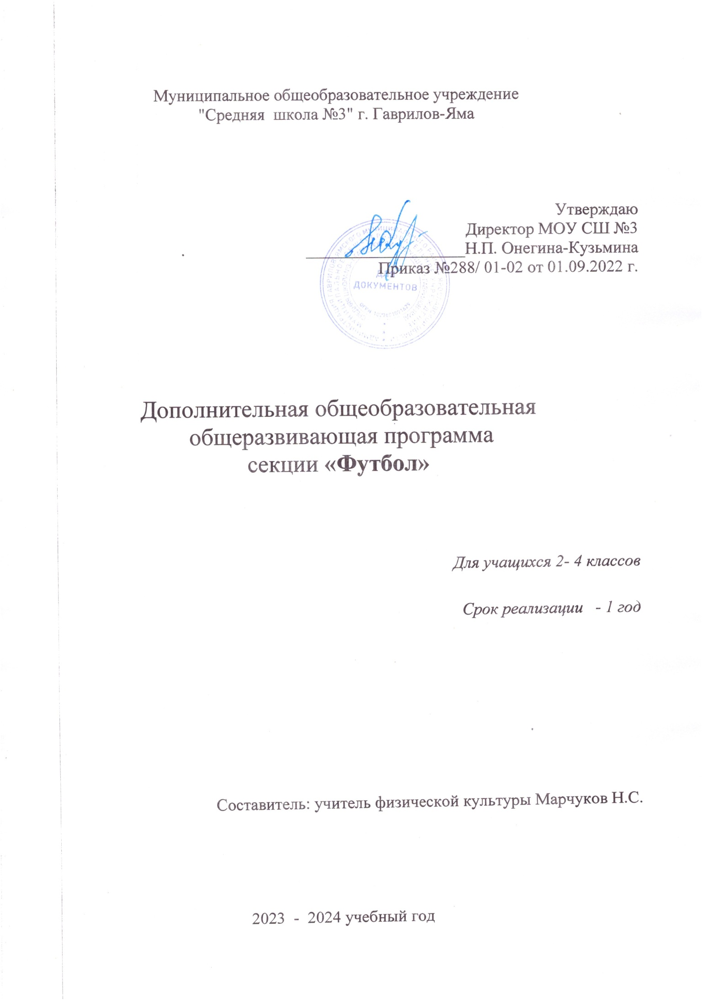 Муниципальное общеобразовательное учреждение
"Средняя школа №3" г. Гаврилов-Яма
Утверждаю
Директор МОУ СШ №3
Н.П. Онегина-Кузьмина
Приказ №288/ 01-02 от 01.09.2022 г.
ДЛЯ
ДОКУМЕНТОВ
Дополнительная общеобразовательная
общеразвивающая программа
секции «Футбол»
Для учащихся 2- 4 классов
Срок реализации - 1 год
Составитель: учитель физической культуры Марчуков Н.С.
2023 - 2024 учебный год